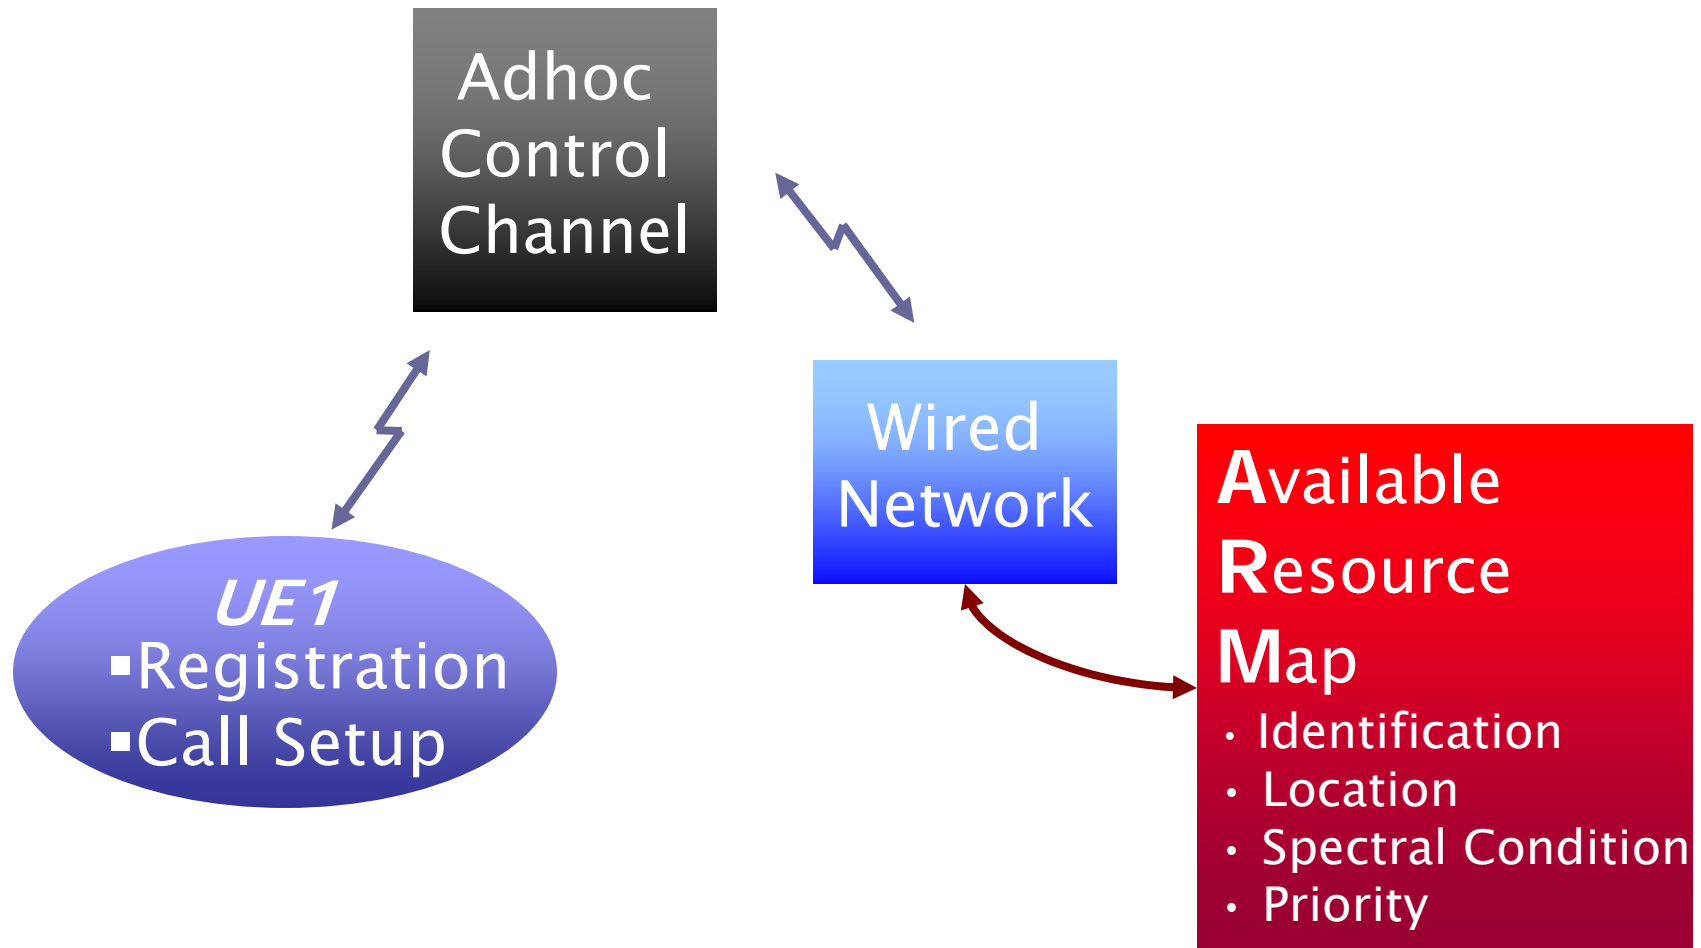 Adhoc
Control
Channel
Wired
Network
UE1
▪Registration
▪Call Setup
Available
Resource
Map
• Identification
• Location
• Spectral Condition
• Priority